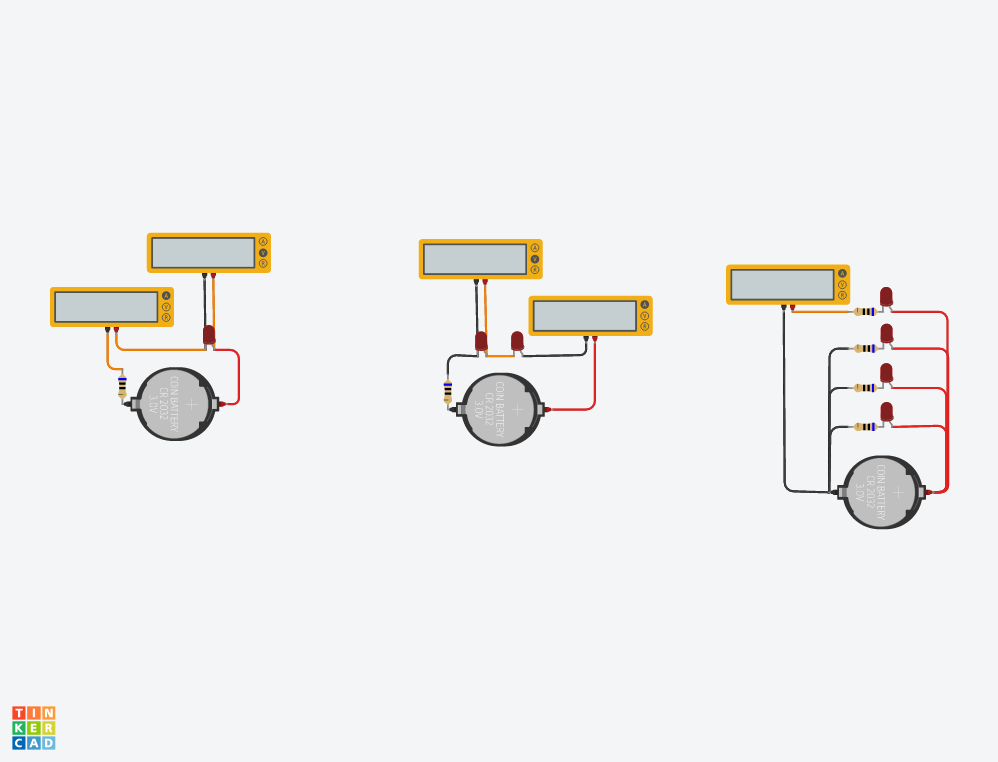 A
V
R
A
V
R
A
V
R
A
V
R
A
V
R
COIN BATTERY
CR 2032
3.0V
COIN BATTERY
CR 2032
3.0V
COIN BATTERY
CR 2032
3.0V
TIN
KER
CAD